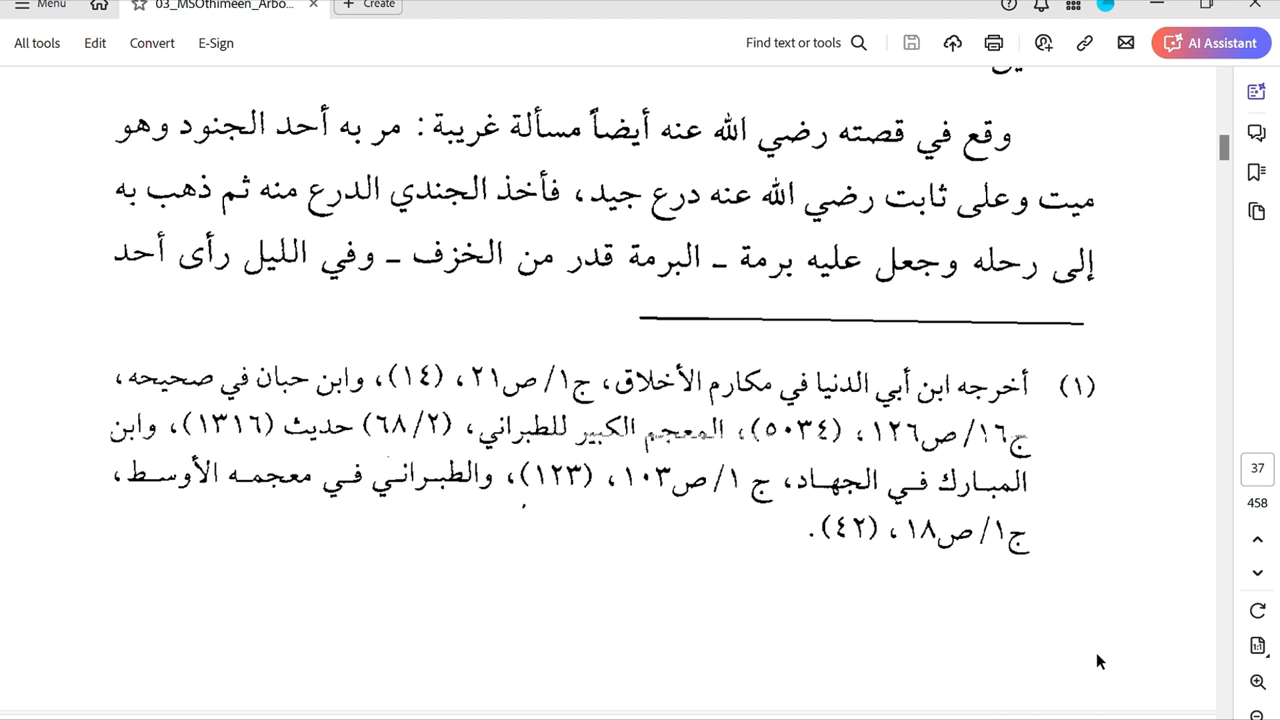 Menu
03_MSOthimeen_Arbo...
Create
All tools
Edit
Convert
E-Sign
Find text or tools
AI Assistant
وقع في قصته رضي الله عنه أيضاً مسألة غريبة: مر به أحد الجنود وهو
ميت وعلى ثابت رضي الله عنه درع جيد، فأخذ الجندي الدرع منه ثم ذهب به
إلى رحله وجعل عليه برمة ـ البرمة قدر من الخزف ـ وفي الليل رأى أحد
(١) أخرجه ابن أبي الدنيا في مكارم الأخلاق، ج١/ ص٢١، (١٤)، وابن حبان في صحيحه،
ج١٦/ ص١٢٦، (٥٠٣٤)، المعجم الكبير للطبراني، (٦٨/٢) حديث (١٣١٦)، وابن
المبارك في الجهاد، ج ١/ ص١٠٣، (١٢٣)، والطبراني في معجمه الأوسط،
ج١/ ص١٨، (٤٢).
37
458
1:1